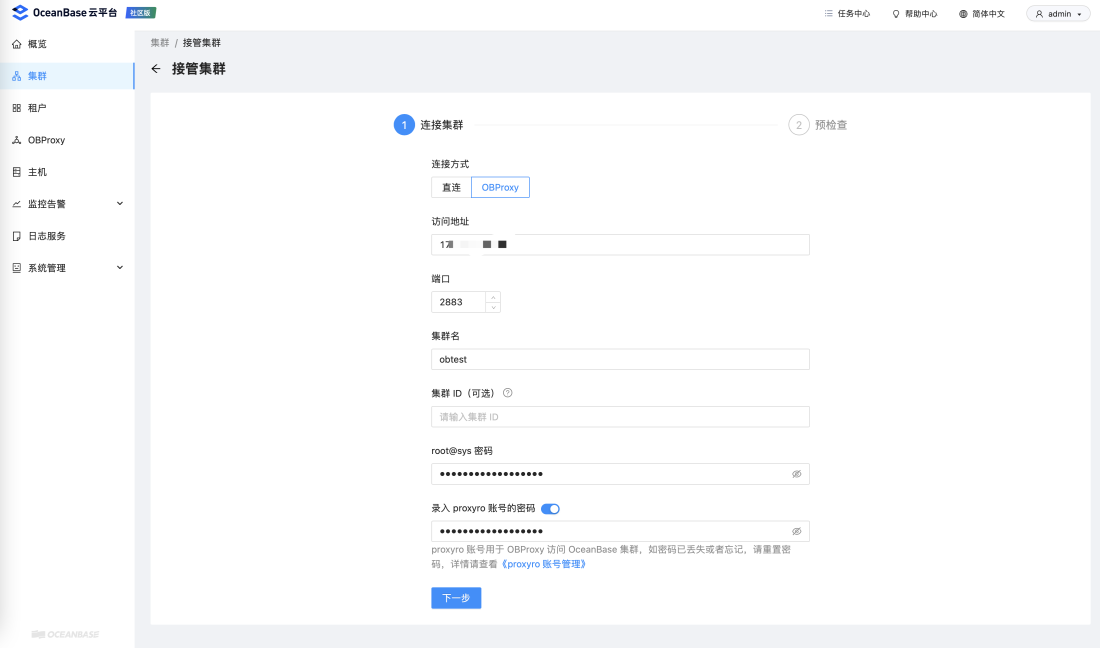 OceanBase 云平台 社区版
任务中心 帮助中心 简体中文 admin
概览
集群
租户
OBProxy
主机
监控告警
日志服务
系统管理
集群 / 接管集群
接管集群
1 连接集群 2 预检查
连接方式
直连 OBProxy
访问地址
端口
2883
集群名
obtest
集群 ID（可选）
请输入集群 ID
root@sys 密码
••••••••••••••••••
录入 proxyro 账号的密码
••••••••••••••••••
proxyro 账号用于 OBProxy 访问 OceanBase 集群，如密码已丢失或者忘记，请重置密
码，详情请查看《proxyro 账号管理》
下一步
OCEANBASE